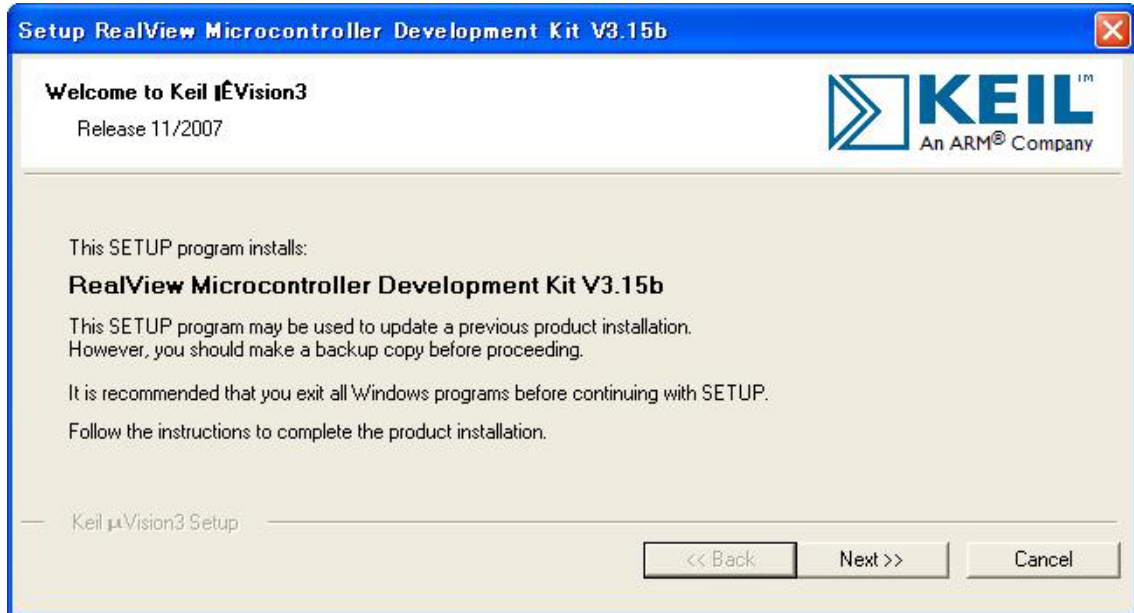 Setup RealView Microcontroller Development Kit V3.15b
Welcome to Keil µÊVision3
Release 11/2007
KEIL™
An ARM® Company
This SETUP program installs:
RealView Microcontroller Development Kit V3.15b
This SETUP program may be used to update a previous product installation.
However, you should make a backup copy before proceeding.
It is recommended that you exit all Windows programs before continuing with SETUP.
Follow the instructions to complete the product installation.
Keil µVision3 Setup
<< Back
Next >>
Cancel